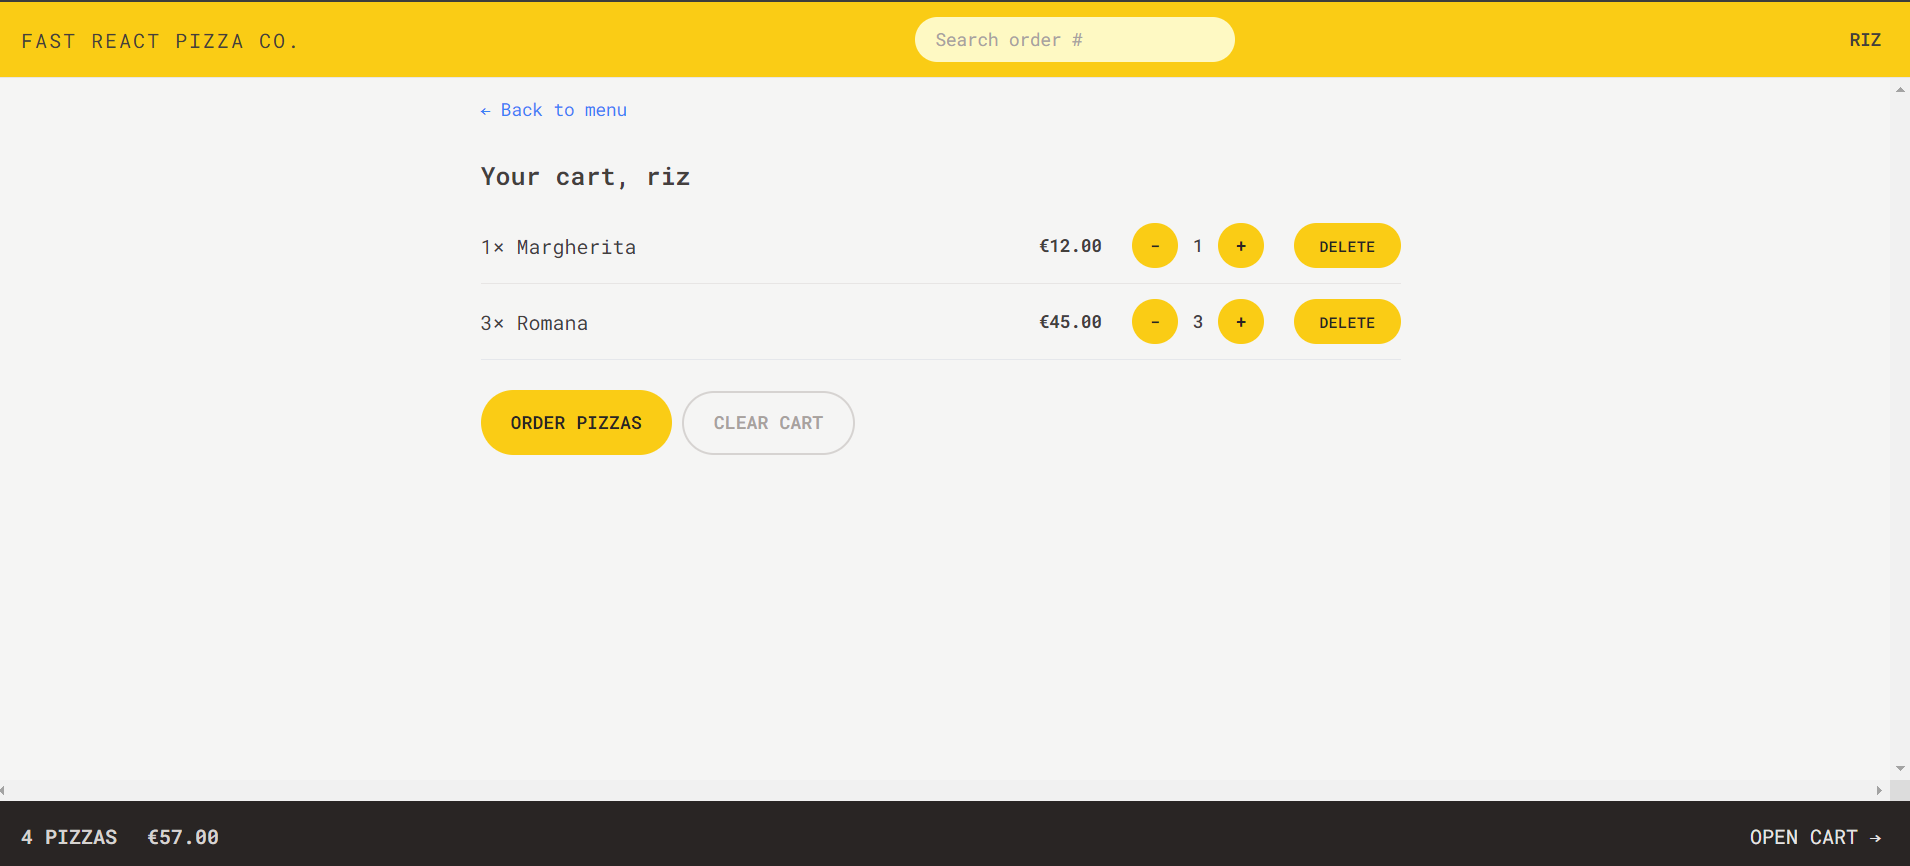 FAST REACT PIZZA CO.
Search order #
RIZ
← Back to menu
Your cart, riz
1× Margherita €12.00 - 1 + DELETE
3× Romana €45.00 - 3 + DELETE
ORDER PIZZAS
CLEAR CART
4 PIZZAS €57.00
OPEN CART →